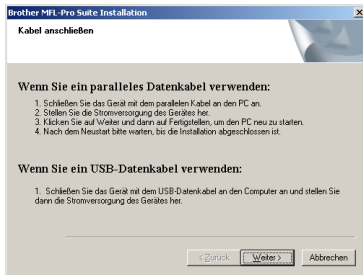 Brother MFL-Pro Suite Installation
Kabel anschließen
Wenn Sie ein paralleles Datenkabel verwenden:
1. Schließen Sie das Gerät mit dem parallelen Kabel an den PC an.
2. Stellen Sie die Stromversorgung des Gerätes her.
3. Klicken Sie auf Weiter und dann auf Fertigstellen, um den PC neu zu starten.
4. Nach dem Neustart bitte warten, bis die Installation abgeschlossen ist.
Wenn Sie ein USB-Datenkabel verwenden:
1. Schließen Sie das Gerät mit dem USB-Datenkabel an den Computer an und stellen Sie
dann die Stromversorgung des Gerätes her.
< Zurück Weiter > Abbrechen